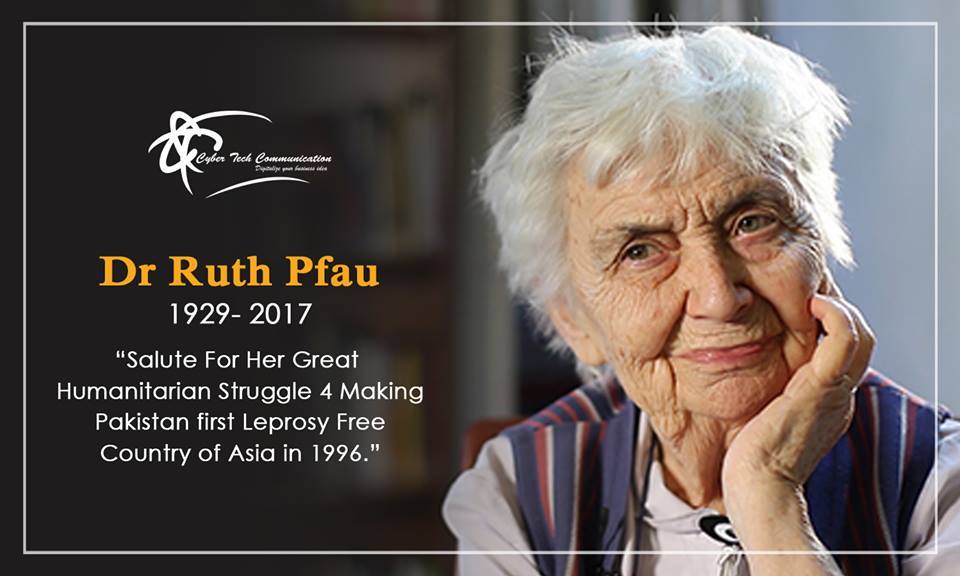 Cyber Tech Communication
Digitalize your business idea
Dr Ruth Pfau
1929- 2017
“Salute For Her Great
Humanitarian Struggle 4 Making
Pakistan first Leprosy Free
Country of Asia in 1996.”